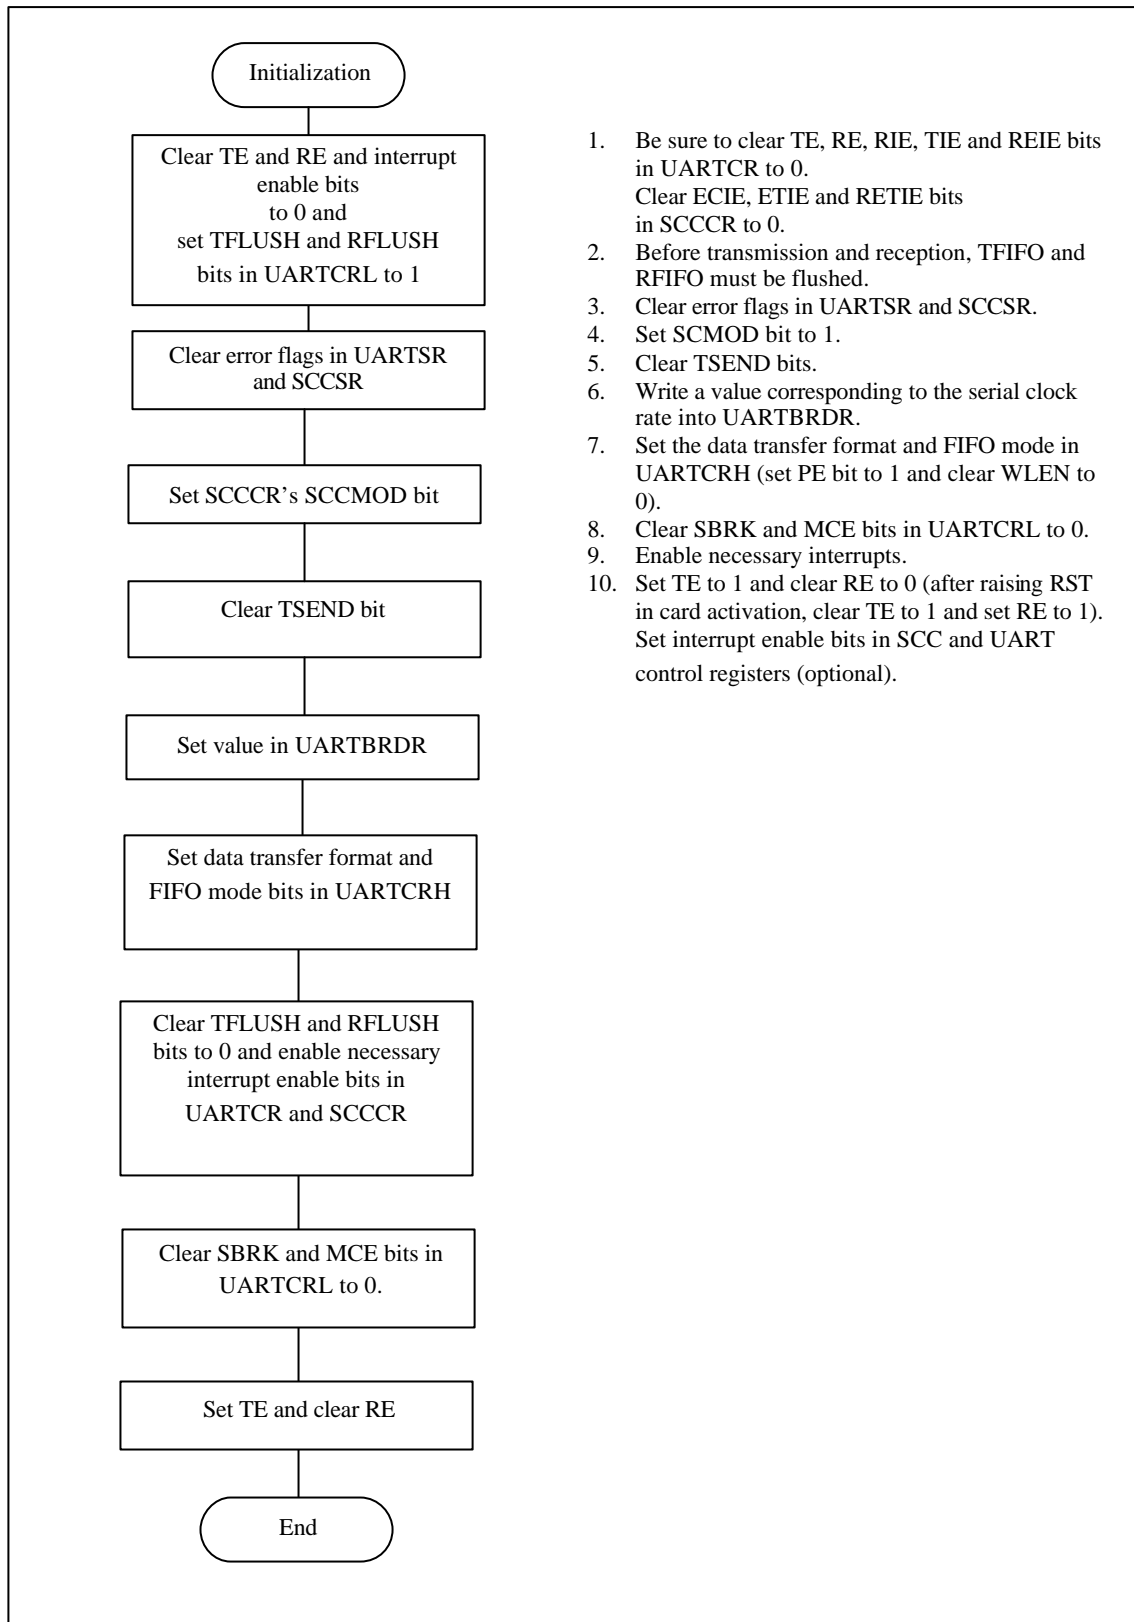 Initialization
Clear TE and RE and interrupt
enable bits
to 0 and
set TFLUSH and RFLUSH
bits in UARTCRL to 1
Clear error flags in UARTSR
and SCCSR
Set SCCCR’s SCCMOD bit
Clear TSEND bit
Set value in UARTBRDR
Set data transfer format and
FIFO mode bits in UARTCRH
Clear TFLUSH and RFLUSH
bits to 0 and enable necessary
interrupt enable bits in
UARTCR and SCCCR
Clear SBRK and MCE bits in
UARTCRL to 0.
Set TE and clear RE
End
1. Be sure to clear TE, RE, RIE, TIE and REIE bits
in UARTCR to 0.
Clear ECIE, ETIE and RETIE bits
in SCCCR to 0.
2. Before transmission and reception, TFIFO and
RFIFO must be flushed.
3. Clear error flags in UARTSR and SCCSR.
4. Set SCMOD bit to 1.
5. Clear TSEND bits.
6. Write a value corresponding to the serial clock
rate into UARTBRDR.
7. Set the data transfer format and FIFO mode in
UARTCRH (set PE bit to 1 and clear WLEN to
0).
8. Clear SBRK and MCE bits in UARTCRL to 0.
9. Enable necessary interrupts.
10. Set TE to 1 and clear RE to 0 (after raising RST
in card activation, clear TE to 1 and set RE to 1).
Set interrupt enable bits in SCC and UART
control registers (optional).